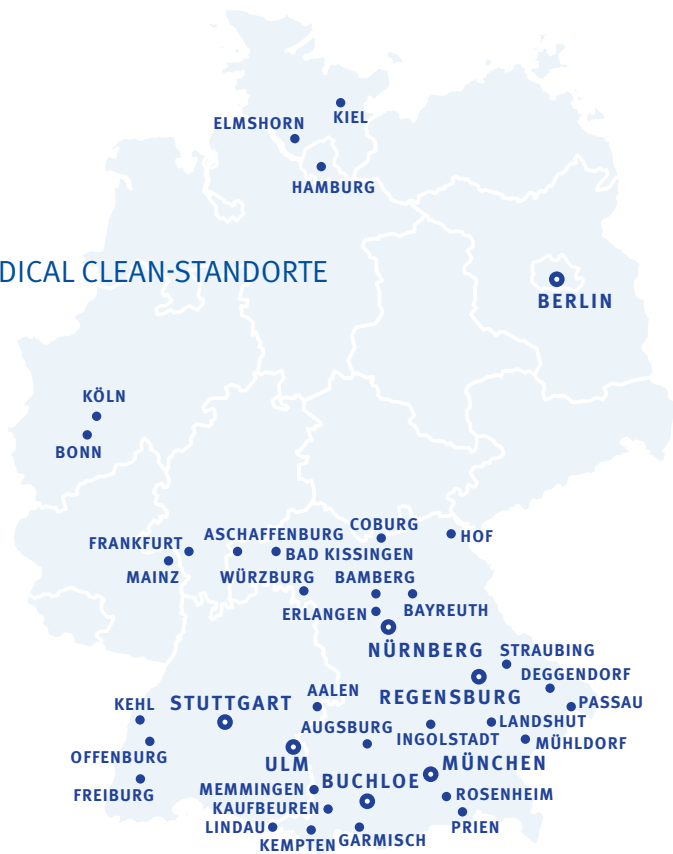 KIEL
ELMSHORN
HAMBURG
DICAL CLEAN-STANDORTE
BERLIN
KÖLN
BONN
COBURG
ASCHAFFENBURG
HOF
FRANKFURT
BAD KISSINGEN
MAINZ
WÜRZBURG
BAMBERG
ERLANGEN
BAYREUTH
NÜRNBERG
STRAUBING
DEGGENDORF
AALEN
REGENSBURG
PASSAU
KEHL
STUTTGART
LANDSHUT
AUGSBURG
INGOLSTADT
MÜHLDORF
OFFENBURG
ULM
MÜNCHEN
BUCHLOE
MEMMINGEN
FREIBURG
ROSENHEIM
KAUFBEUREN
LINDAU
PRIEN
KEMPTEN
GARMISCH